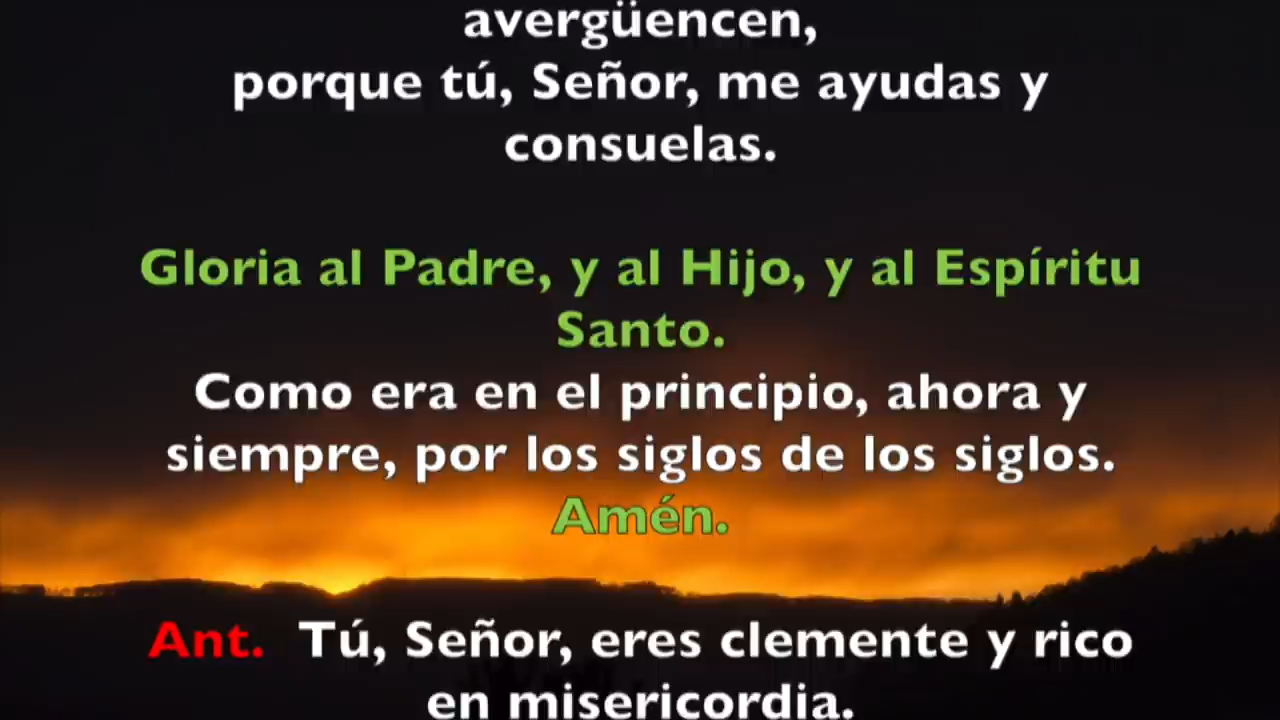 avergüencen,
porque tú, Señor, me ayudas y
consuelas.
Gloria al Padre, y al Hijo, y al Espíritu
Santo.
Como era en el principio, ahora y
siempre, por los siglos de los siglos.
Amén.
Ant. Tú, Señor, eres clemente y rico
en misericordia.